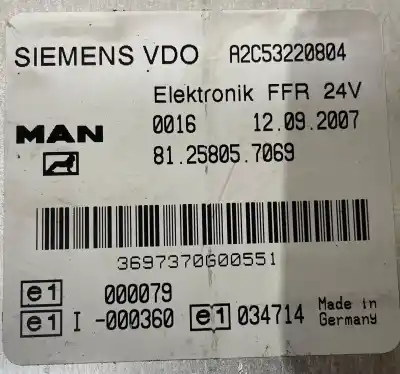 SIEMENS VDO A2C53220804
Elektronik FFR 24V
MAN 0016 12.09.2007
81.25805.7069
3697370600551
e1 000079
e1 I -000360 e1 034714 Made in
Germany